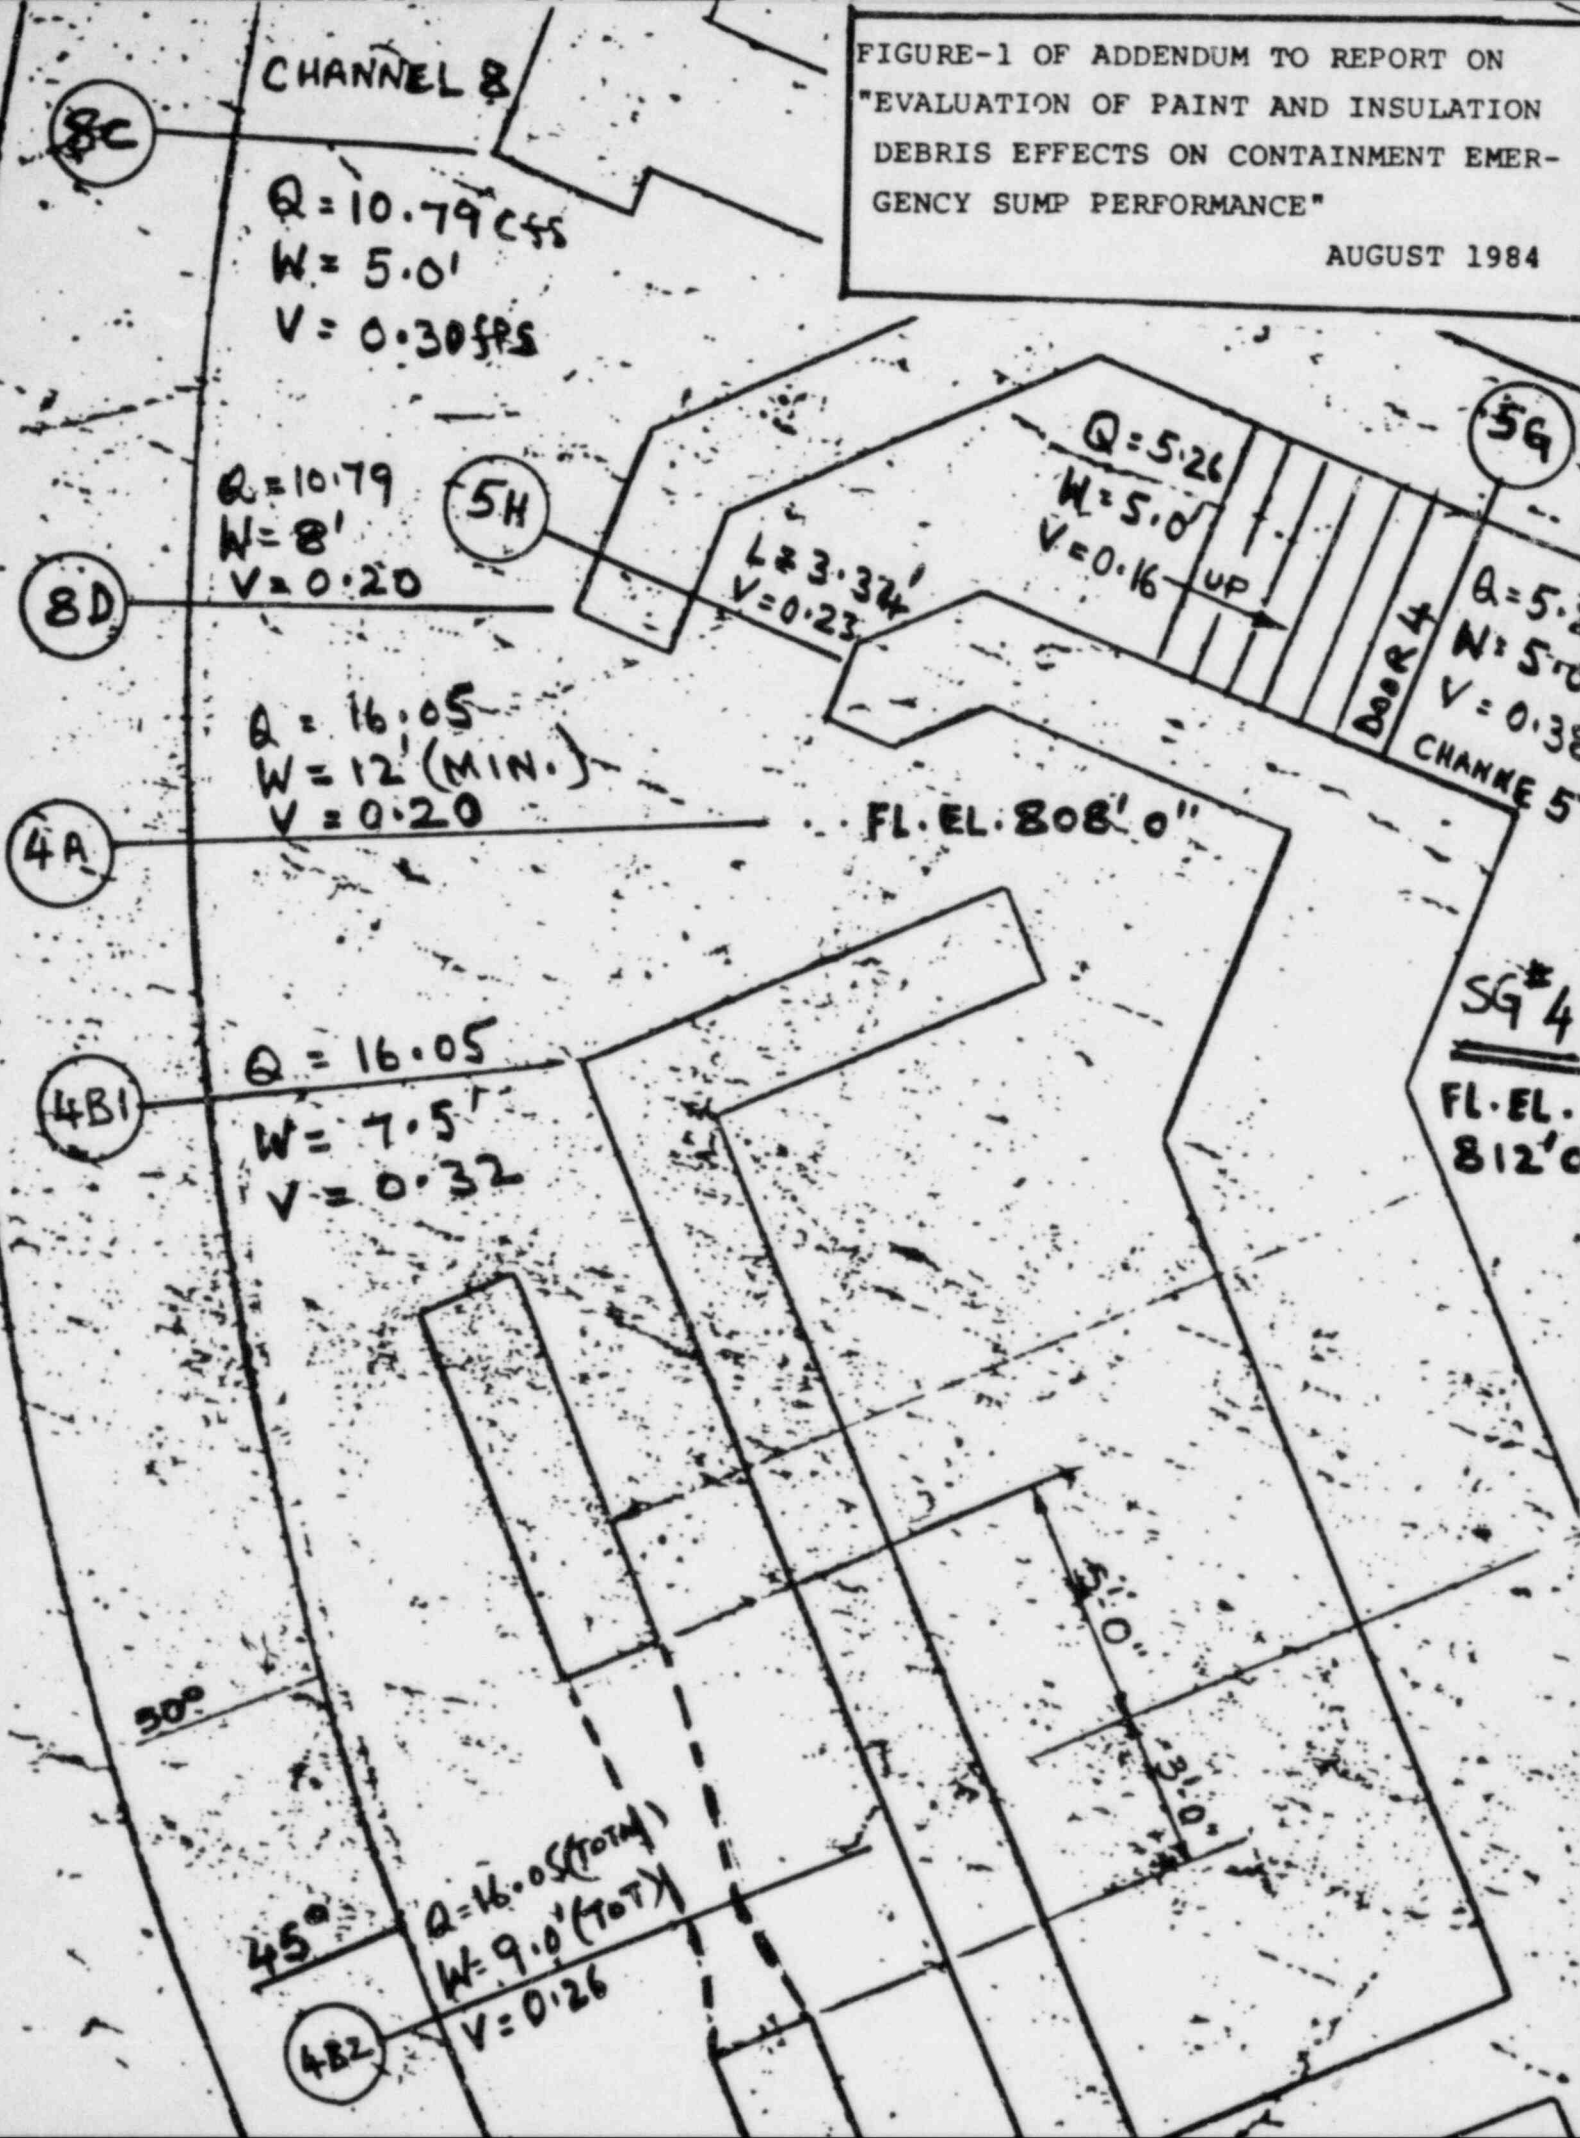 FIGURE-1 OF ADDENDUM TO REPORT ON
"EVALUATION OF PAINT AND INSULATION
DEBRIS EFFECTS ON CONTAINMENT EMER-
GENCY SUMP PERFORMANCE"
AUGUST 1984
CHANNEL 8
8C
Q = 10.79 cfs
W = 5.0'
V = 0.30 fps
5G
Q = 5.26
W = 5.0'
V = 0.16
UP
Q = 10.79
W = 8'
V = 0.20
5H
L = 3.324'
V = 0.23
8D
DOOR 4
Q = 5.
W = 5.0
V = 0.38
CHANNE 5
Q = 16.05
W = 12' (MIN.)
V = 0.20
4A
FL. EL. 808' 0"
SG #4
FL. EL.
812' 0
Q = 16.05
4B1
W = 7.5'
V = 0.32
5'.0"
30°
3'.0"
Q = 16.05 (TOTAL)
W = 9.0' (TOT)
V = 0.26
45°
4B2